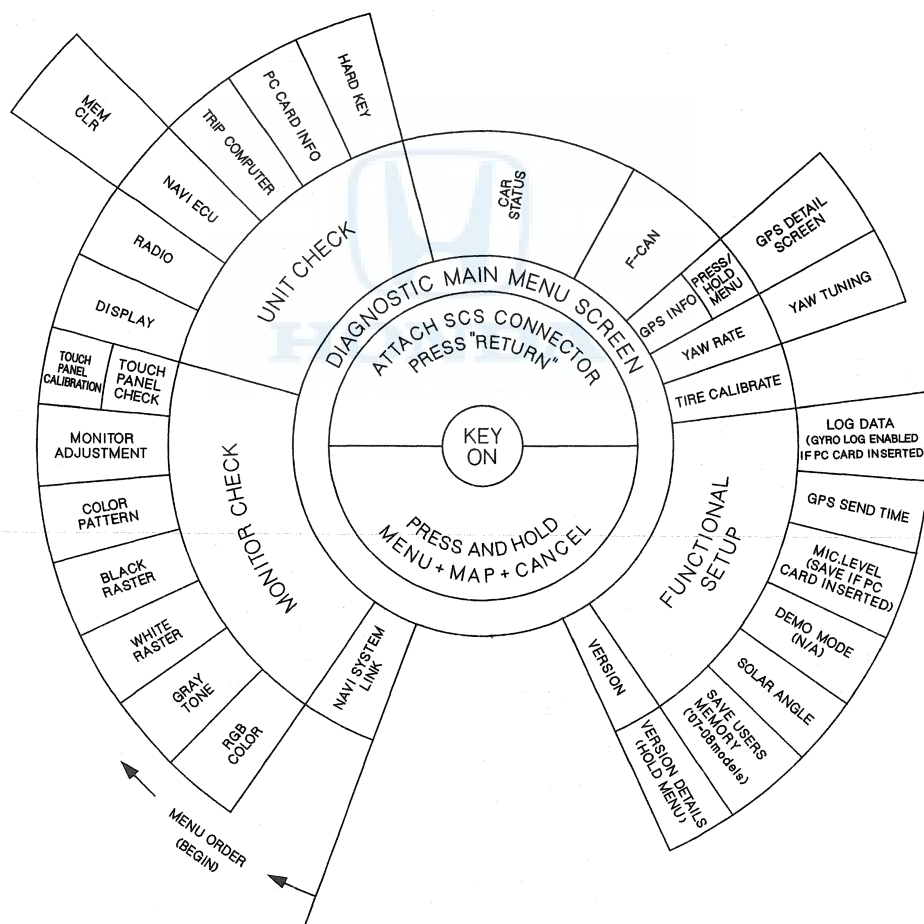 KEY
ON
ATTACH SCS CONNECTOR
PRESS "RETURN"
PRESS AND HOLD
MENU + MAP + CANCEL
DIAGNOSTIC MAIN MENU SCREEN
NAVI SYSTEM
LINK
MONITOR CHECK
RGB
COLOR
GRAY
TONE
WHITE
RASTER
BLACK
RASTER
COLOR
PATTERN
MONITOR
ADJUSTMENT
TOUCH
PANEL
CHECK
TOUCH
PANEL
CALIBRATION
UNIT CHECK
DISPLAY
RADIO
NAVI ECU
MEM
CLR
TRIP COMPUTER
PC CARD INFO
HARD KEY
CAR
STATUS
F-CAN
GPS INFO
PRESS/
HOLD
MENU
GPS DETAIL
SCREEN
YAW RATE
YAW TUNING
TIRE CALIBRATE
FUNCTIONAL
SETUP
LOG DATA
(GYRO LOG ENABLED
IF PC CARD INSERTED)
GPS SEND TIME
MIC.LEVEL
(SAVE IF PC
CARD INSERTED)
DEMO MODE
(N/A)
SOLAR ANGLE
SAVE USERS
MEMORY
('07-08models)
VERSION
VERSION DETAILS
(HOLD MENU)
MENU ORDER
(BEGIN)
HONDA